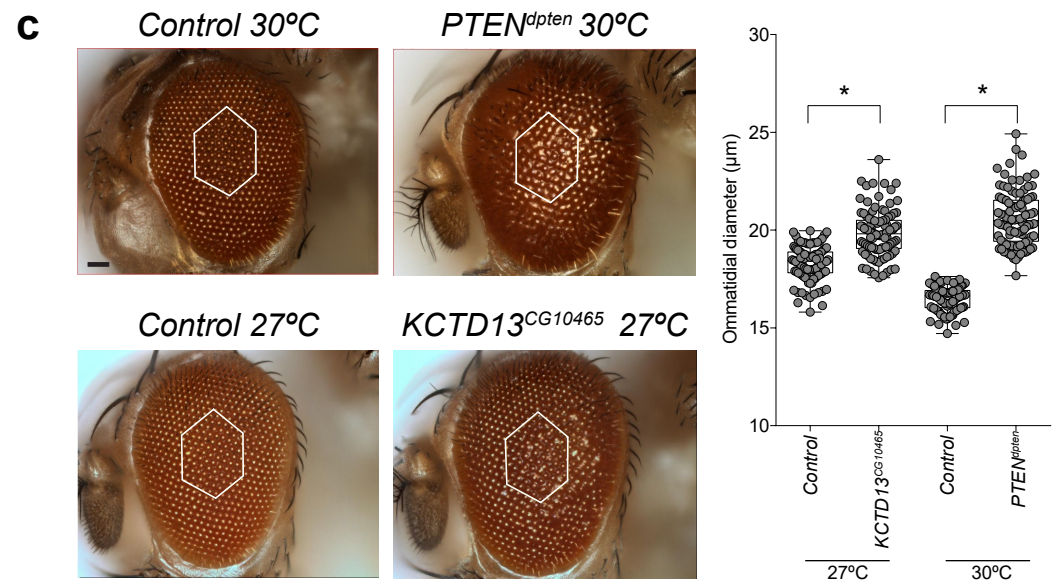 c
Control 30ºC
PTEN^dpten 30ºC
Control 27ºC
KCTD13^CG10465 27ºC
Ommatidial diameter (μm)
30
25
20
15
10
*
*
Control
KCTD13^CG10465
Control
PTEN^dpten
27ºC
30ºC